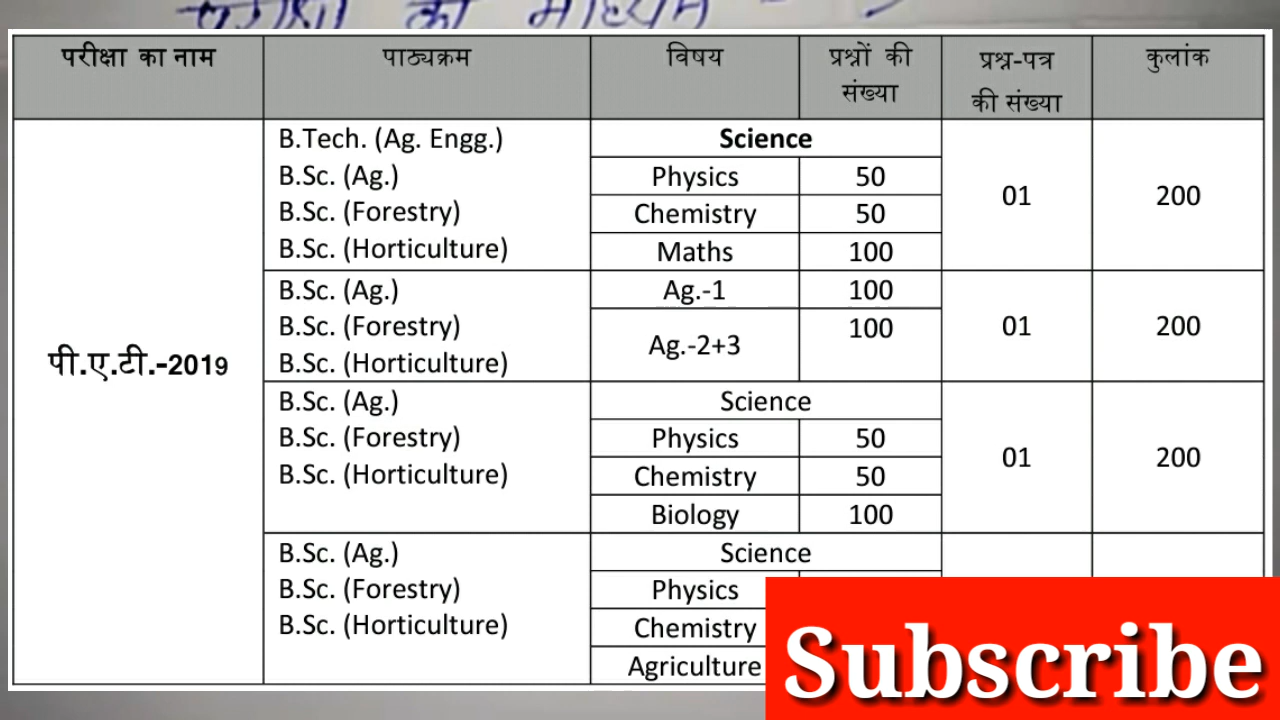 परीक्षा का माध्यम -
परीक्षा का नाम पाठ्यक्रम विषय प्रश्नों की संख्या प्रश्न-पत्र की संख्या कुलांक
पी.ए.टी.-2019
B.Tech. (Ag. Engg.) Science
B.Sc. (Ag.) Physics 50
B.Sc. (Forestry) Chemistry 50
B.Sc. (Horticulture) Maths 100
01 200
B.Sc. (Ag.) Ag.-1 100
B.Sc. (Forestry) Ag.-2+3 100
B.Sc. (Horticulture)
01 200
B.Sc. (Ag.) Science
B.Sc. (Forestry) Physics 50
B.Sc. (Horticulture) Chemistry 50
Biology 100
01 200
B.Sc. (Ag.) Science
B.Sc. (Forestry) Physics
B.Sc. (Horticulture) Chemistry
Agriculture
Subscribe